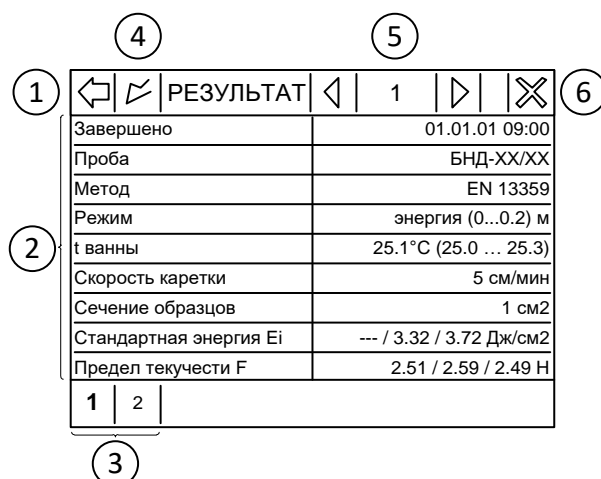 4 5
1 РЕЗУЛЬТАТ 1 6
Завершено 01.01.01 09:00
Проба БНД-XX/XX
Метод EN 13359
Режим энергия (0...0.2) м
2 t ванны 25.1°C (25.0 … 25.3)
Скорость каретки 5 см/мин
Сечение образцов 1 см2
Стандартная энергия Ei --- / 3.32 / 3.72 Дж/см2
Предел текучести F 2.51 / 2.59 / 2.49 Н
1 2
3